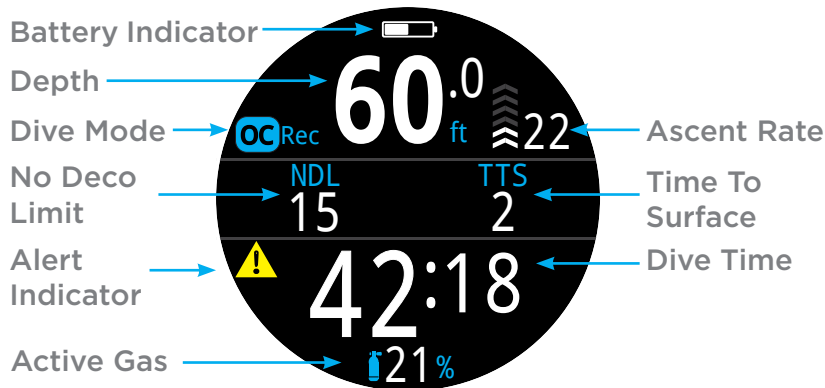 Battery Indicator
Depth
60.0
ft
Dive Mode
OC Rec
22
Ascent Rate
No Deco
Limit
NDL
15
TTS
2
Time To
Surface
Alert
Indicator
!
42:18
Dive Time
Active Gas
21%